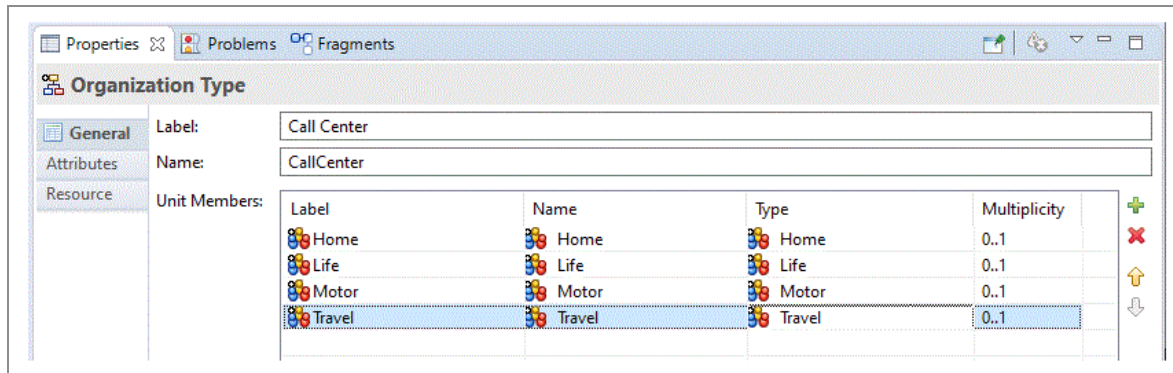 Properties Problems Fragments
Organization Type
General
Attributes
Resource
Label: Call Center
Name: CallCenter
Unit Members:
Label Name Type Multiplicity
Home Home Home 0..1
Life Life Life 0..1
Motor Motor Motor 0..1
Travel Travel Travel 0..1